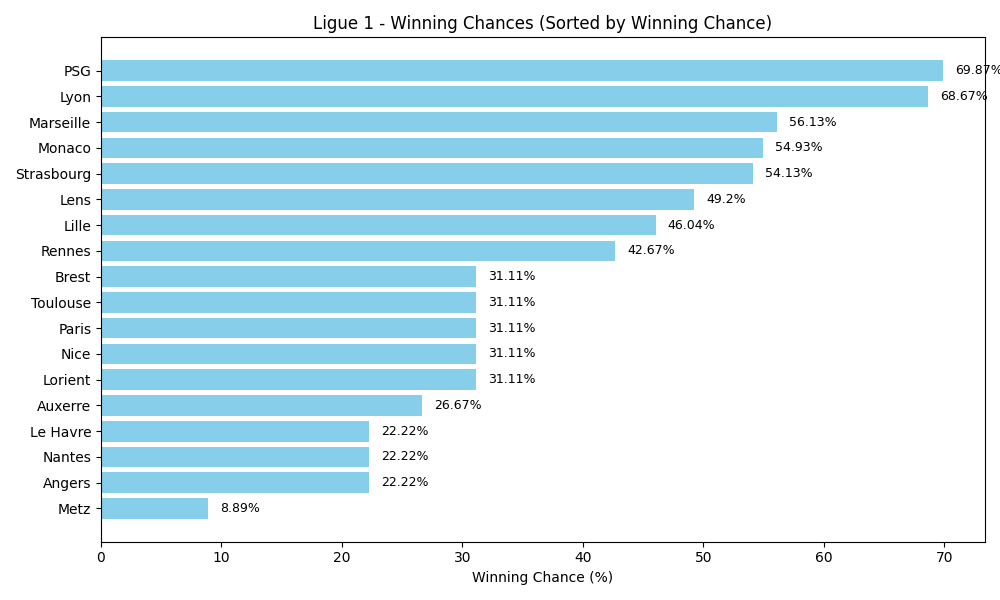 Ligue 1 - Winning Chances (Sorted by Winning Chance)
PSG 69.87%
Lyon 68.67%
Marseille 56.13%
Monaco 54.93%
Strasbourg 54.13%
Lens 49.2%
Lille 46.04%
Rennes 42.67%
Brest 31.11%
Toulouse 31.11%
Paris 31.11%
Nice 31.11%
Lorient 31.11%
Auxerre 26.67%
Le Havre 22.22%
Nantes 22.22%
Angers 22.22%
Metz 8.89%
0 10 20 30 40 50 60 70
Winning Chance (%)